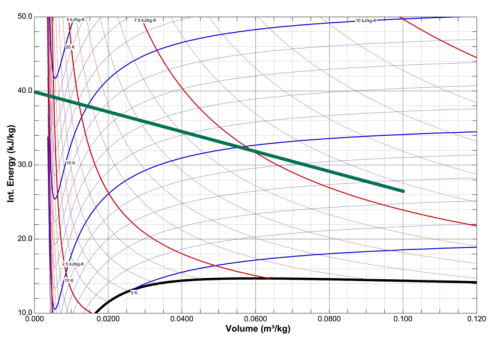 50.0
40.0
30.0
20.0
10.0
Int. Energy (kJ/kg)
7.5 kJ/kg-K
10 kJ/kg-K
20 K
2.5 kJ/kg-K
0.000
0.0200
0.0400
0.0600
0.0800
0.100
0.120
Volume (m³/kg)